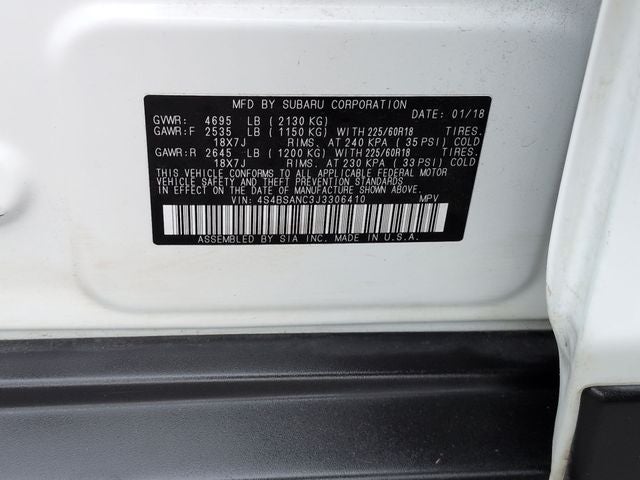 MFD BY SUBARU CORPORATION
GVWR: 4695 LB ( 2130 KG) DATE: 01/18
GAWR:F 2535 LB ( 1150 KG) WITH 225/60R18 TIRES.
18X7J RIMS. AT 240 KPA ( 35 PSI) COLD
GAWR:R 2645 LB ( 1200 KG) WITH 225/60R18 TIRES.
18X7J RIMS. AT 230 KPA ( 33 PSI) COLD
THIS VEHICLE CONFORMS TO ALL APPLICABLE FEDERAL MOTOR
VEHICLE SAFETY AND THEFT PREVENTION STANDARDS
IN EFFECT ON THE DATE OF MANUFACTURE SHOWN ABOVE.
VIN: 4S4BSANC3J3306410 MPV
ASSEMBLED BY SIA INC. MADE IN U.S.A.